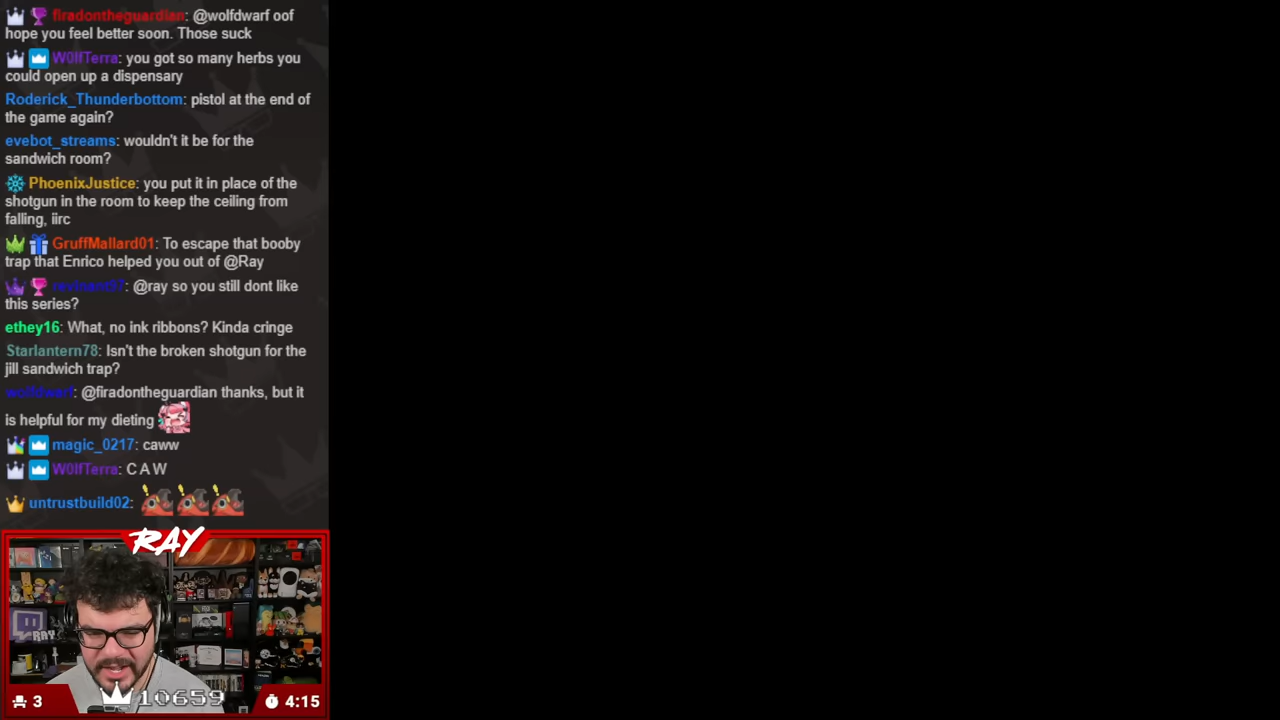 firadontheguardian: @wolfdwarf oof
hope you feel better soon. Those suck
W0lfTerra: you got so many herbs you
could open up a dispensary
Roderick_Thunderbottom: pistol at the end of
the game again?
evebot_streams: wouldn't it be for the
sandwich room?
PhoenixJustice: you put it in place of the
shotgun in the room to keep the ceiling from
falling, iirc
GruffMallard01: To escape that booby
trap that Enrico helped you out of @Ray
: @ray so you still dont like
this series?
ethey16: What, no ink ribbons? Kinda cringe
Starlantern78: Isn't the broken shotgun for the
jill sandwich trap?
wolfdwarf: @firadontheguardian thanks, but it
is helpful for my dieting
magic_0217: caww
W0lfTerra: C A W
untrustbuild02:
RAY
RAY
3
10659
4:15